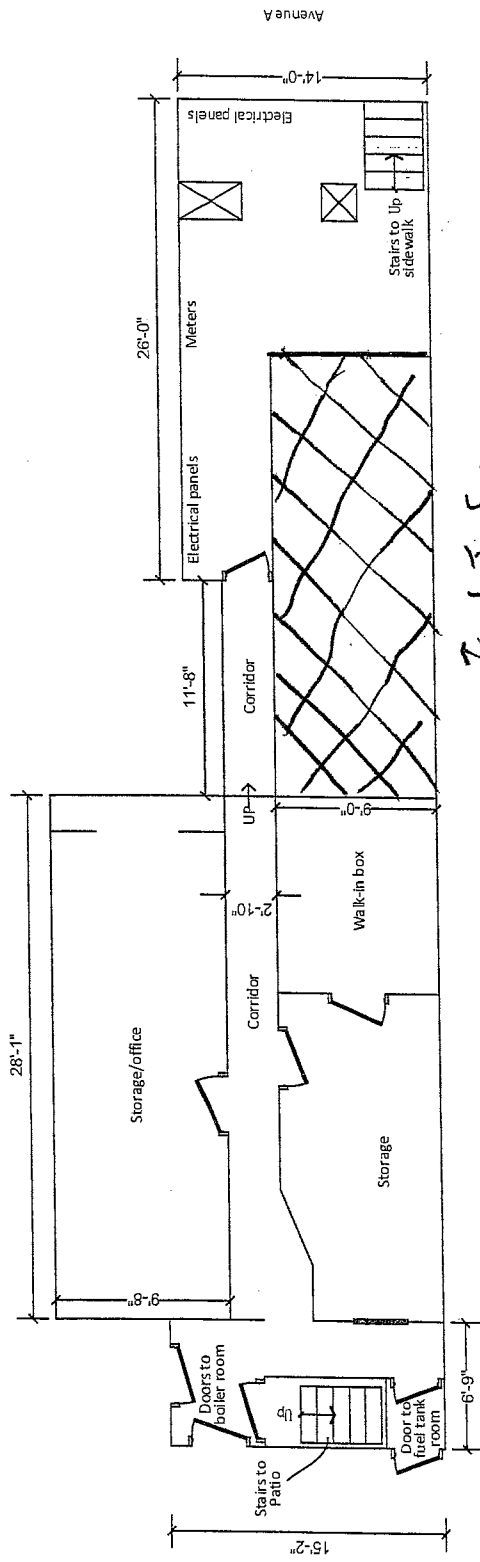 28'-1"
26'-0"
14'-0"
Avenue A
Electrical panels
Meters
Electrical panels
11'-8"
Storage/office
9'-8"
Corridor
UP
2'-10"
Corridor
9'-0"
Walk-in box
Storage
Stairs to
sidewalk
Up
Doors to
boiler room
Up
Stairs to
Patio
Door to
fuel tank
room
6'-9"
15'-2"